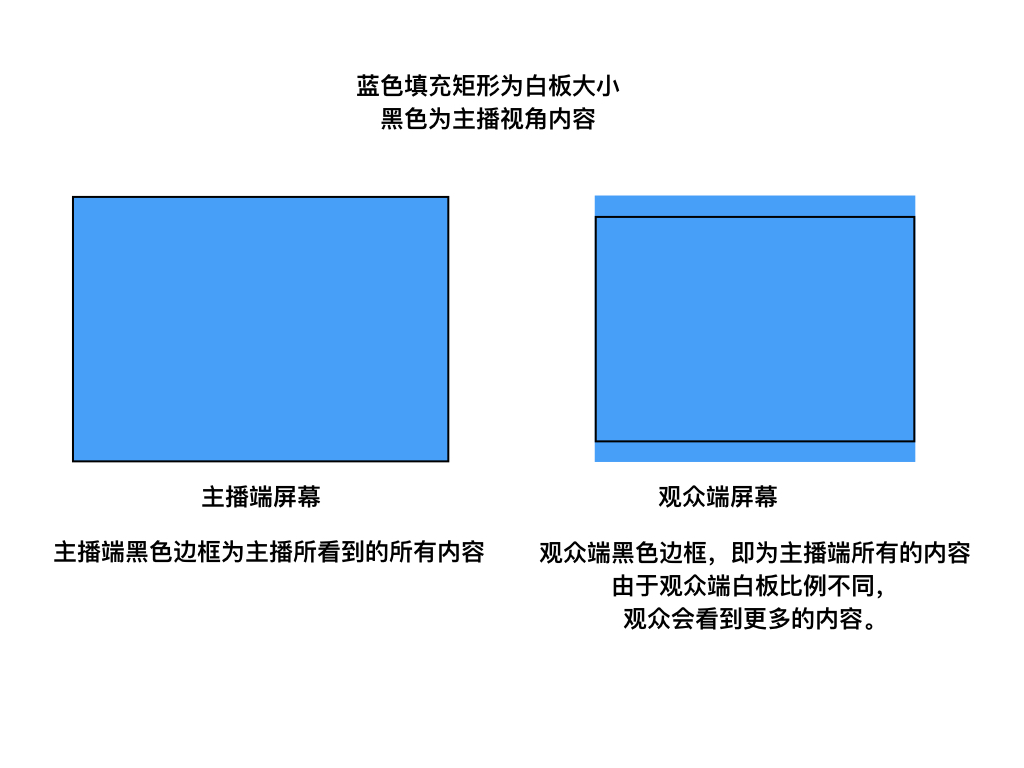 蓝色填充矩形为白板大小
黑色为主播视角内容
主播端屏幕
主播端黑色边框为主播所看到的所有内容
观众端屏幕
观众端黑色边框，即为主播端所有的内容
由于观众端白板比例不同，
观众会看到更多的内容。